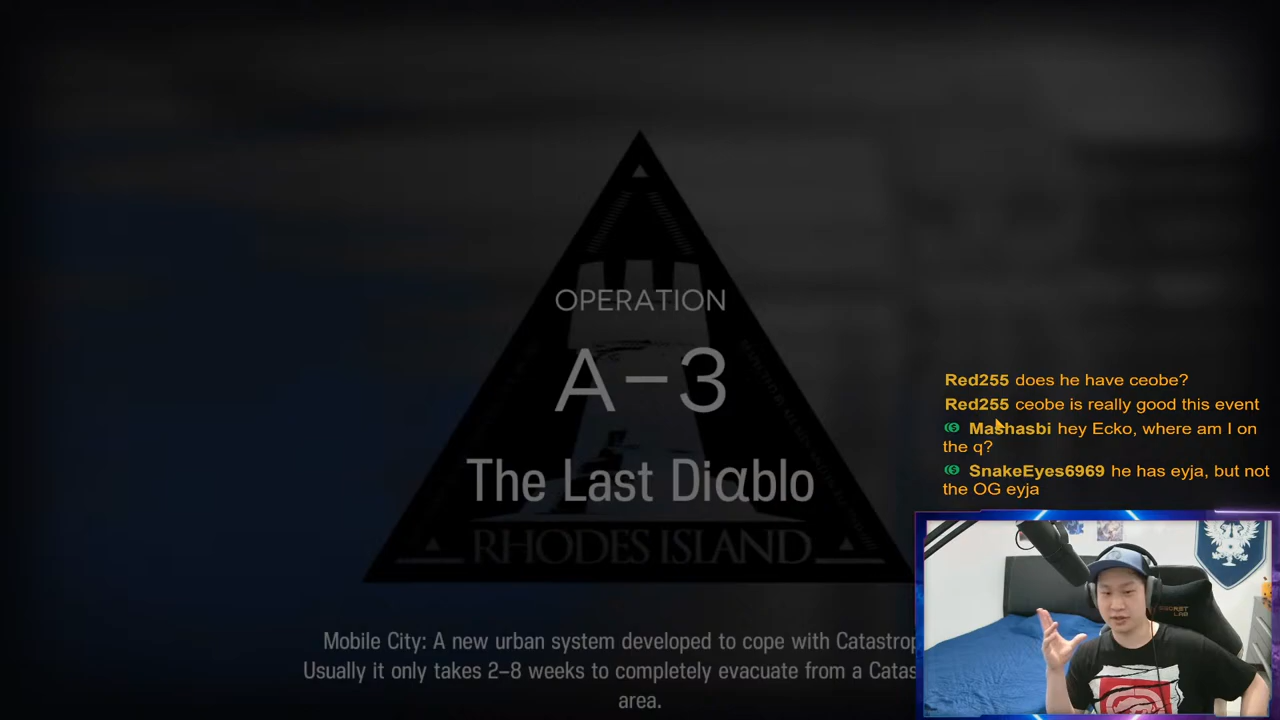 OPERATION
A-3
The Last Diαblo
RHODES ISLAND
Mobile City: A new urban system developed to cope with Catastrop
Usually it only takes 2-8 weeks to completely evacuate from a Catas
area.
Red255 does he have ceobe?
Red255 ceobe is really good this event
Mashasbi hey Ecko, where am I on
the q?
SnakeEyes6969 he has eyja, but not
the OG eyja